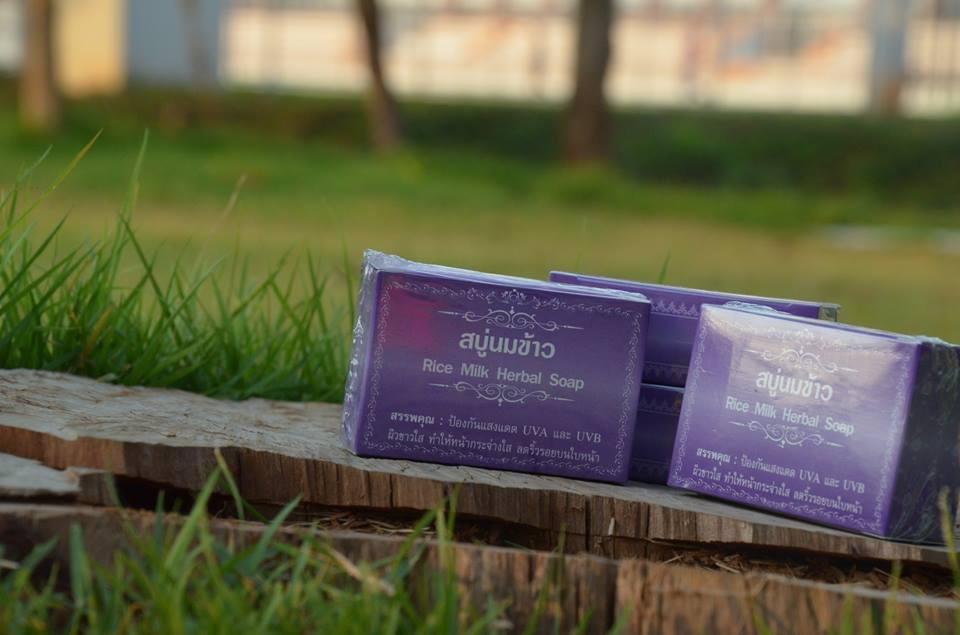 สบู่นมข้าว
Rice Milk Herbal Soap
สรรพคุณ : ป้องกันแสงแดด UVA และ UVB
ผิวขาวใส ทำให้หน้ากระจ่างใส ลดริ้วรอยบนใบหน้า
สบู่นมข้าว
Rice Milk Herbal Soap
สรรพคุณ : ป้องกันแสงแดด UVA และ UVB
ผิวขาวใส ทำให้หน้ากระจ่างใส ลดริ้วรอยบนใบหน้า